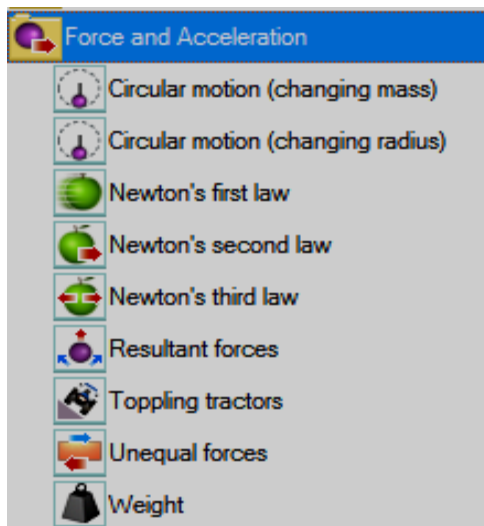 Force and Acceleration
Circular motion (changing mass)
Circular motion (changing radius)
Newton's first law
Newton's second law
Newton's third law
Resultant forces
Toppling tractors
Unequal forces
Weight